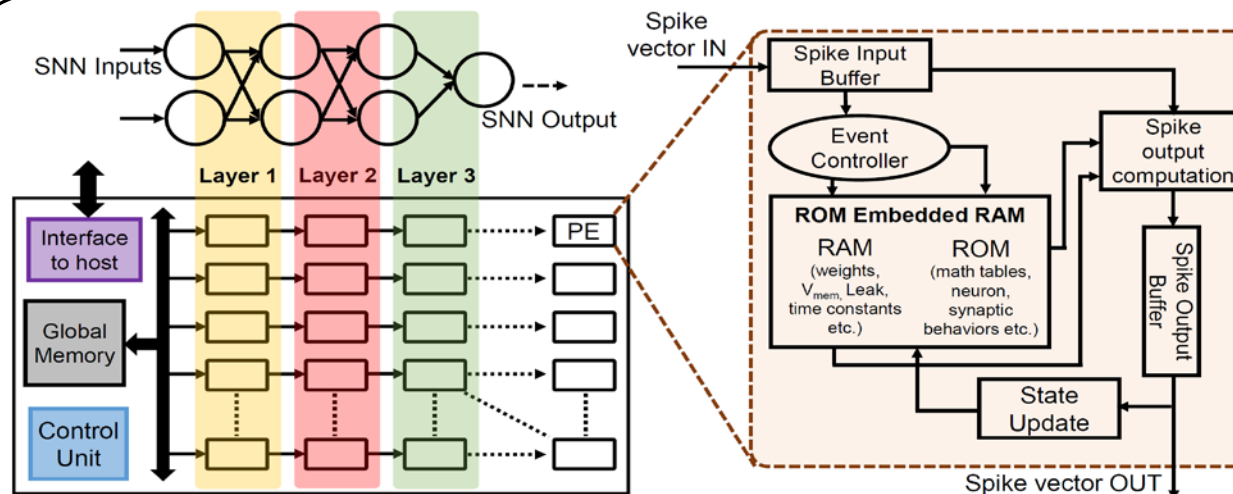 SNN Inputs
SNN Output
Layer 1
Layer 2
Layer 3
Interface
to host
Global
Memory
Control
Unit
PE
Spike
vector IN
Spike Input
Buffer
Event
Controller
Spike
output
computation
ROM Embedded RAM
RAM
(weights,
Vmem, Leak,
time constants
etc.)
ROM
(math tables,
neuron,
synaptic
behaviors etc.)
Spike Output
Buffer
State
Update
Spike vector OUT